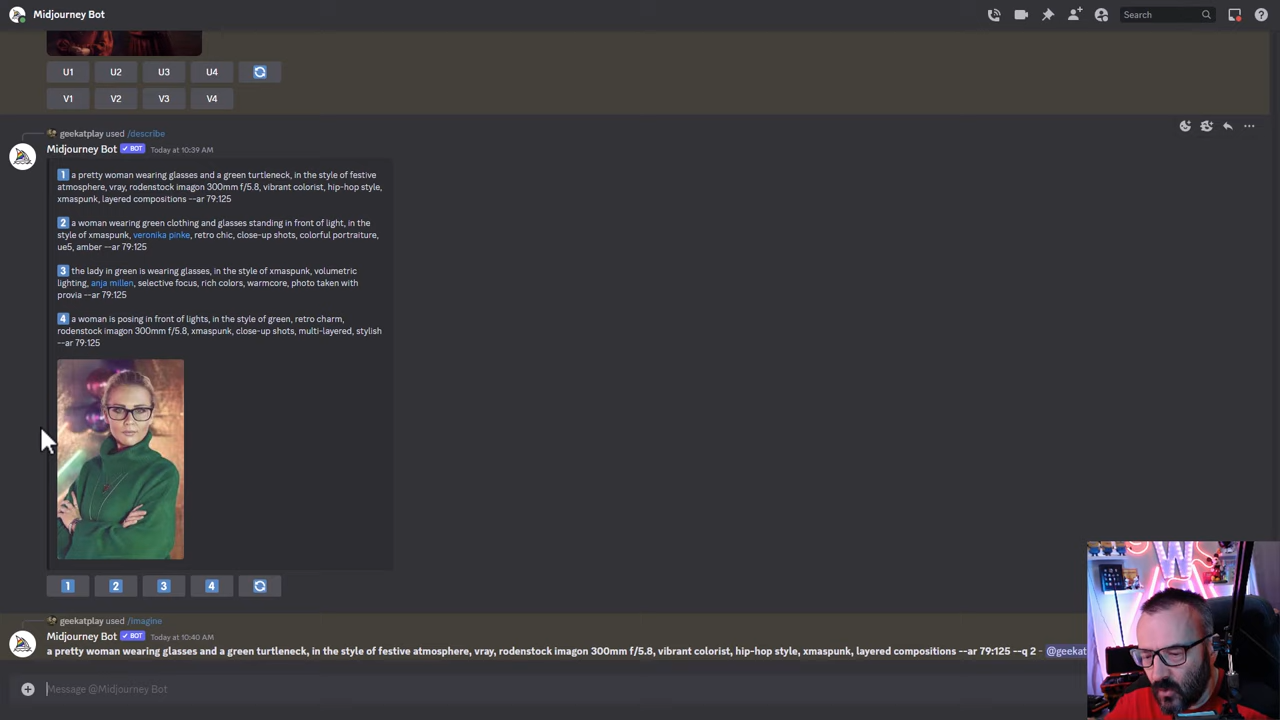 Midjourney Bot
Search
U1 U2 U3 U4
V1 V2 V3 V4
geekatplay used /describe
Midjourney Bot ✓ BOT Today at 10:39 AM
1 a pretty woman wearing glasses and a green turtleneck, in the style of festive
atmosphere, vray, rodenstock imagon 300mm f/5.8, vibrant colorist, hip-hop style,
xmaspunk, layered compositions --ar 79:125
2 a woman wearing green clothing and glasses standing in front of light, in the
style of xmaspunk, veronika pinke, retro chic, close-up shots, colorful portraiture,
ue5, amber --ar 79:125
3 the lady in green is wearing glasses, in the style of xmaspunk, volumetric
lighting, anja millen, selective focus, rich colors, warmcore, photo taken with
provia --ar 79:125
4 a woman is posing in front of lights, in the style of green, retro charm,
rodenstock imagon 300mm f/5.8, xmaspunk, close-up shots, multi-layered, stylish
--ar 79:125
1 2 3 4
geekatplay used /imagine
Midjourney Bot ✓ BOT Today at 10:40 AM
a pretty woman wearing glasses and a green turtleneck, in the style of festive atmosphere, vray, rodenstock imagon 300mm f/5.8, vibrant colorist, hip-hop style, xmaspunk, layered compositions --ar 79:125 --q 2 - @geekat
Message @Midjourney Bot
W